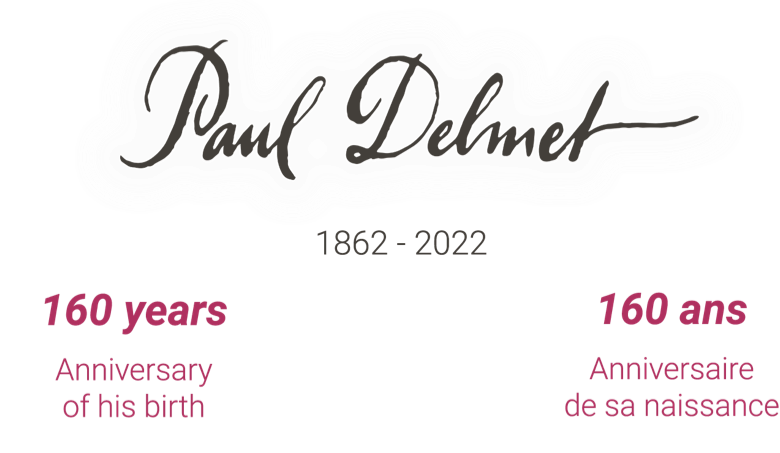 Paul Delmet
1862 - 2022
160 years
Anniversary
of his birth
160 ans
Anniversaire
de sa naissance